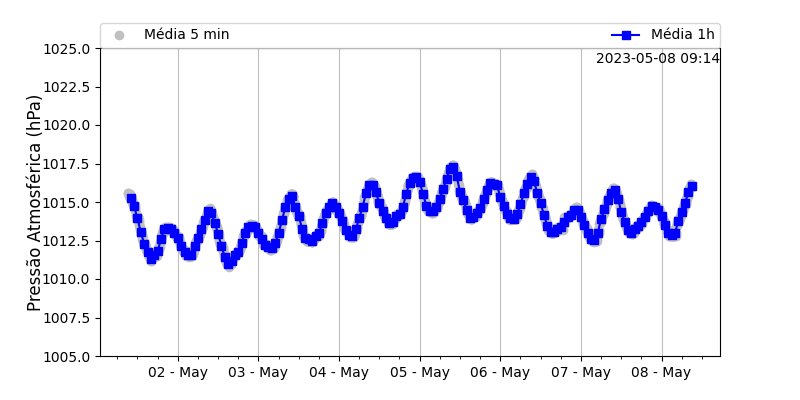 Média 5 min
Média 1h
2023-05-08 09:14
Pressão Atmosférica (hPa)
1025.0
1022.5
1020.0
1017.5
1015.0
1012.5
1010.0
1007.5
1005.0
02 - May
03 - May
04 - May
05 - May
06 - May
07 - May
08 - May